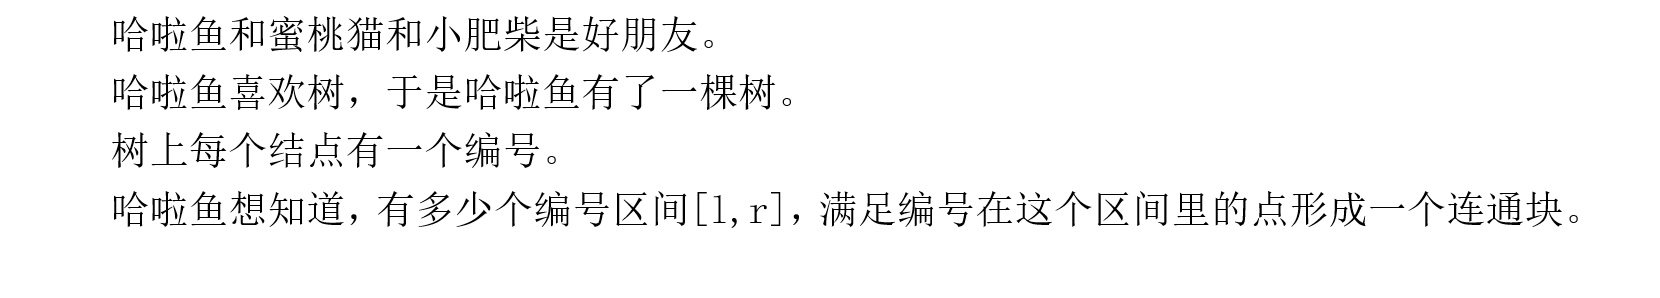 哈啦鱼和蜜桃猫和小肥柴是好朋友。
哈啦鱼喜欢树，于是哈啦鱼有了一棵树。
树上每个结点有一个编号。
哈啦鱼想知道，有多少个编号区间[l,r]，满足编号在这个区间里的点形成一个连通块。